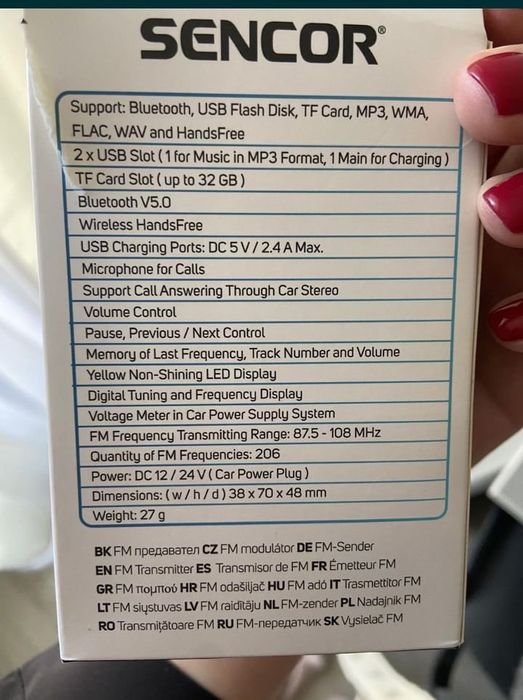 SENCOR®
Support: Bluetooth, USB Flash Disk, TF Card, MP3, WMA,
FLAC, WAV and HandsFree
2 x USB Slot ( 1 for Music in MP3 Format, 1 Main for Charging )
TF Card Slot ( up to 32 GB )
Bluetooth V5.0
Wireless HandsFree
USB Charging Ports: DC 5 V / 2.4 A Max.
Microphone for Calls
Support Call Answering Through Car Stereo
Volume Control
Pause, Previous / Next Control
Memory of Last Frequency, Track Number and Volume
Yellow Non-Shining LED Display
Digital Tuning and Frequency Display
Voltage Meter in Car Power Supply System
FM Frequency Transmitting Range: 87.5 - 108 MHz
Quantity of FM Frequencies: 206
Power: DC 12 / 24 V ( Car Power Plug )
Dimensions: ( w / h / d ) 38 x 70 x 48 mm
Weight: 27 g
BK FM предавател CZ FM modulátor DE FM-Sender
EN FM Transmitter ES Transmisor de FM FR Émetteur FM
GR FM πομπού HR FM odašiljač HU FM adó IT Trasmettitor FM
LT FM siųstuvas LV FM raidītāju NL FM-zender PL Nadajnik FM
RO Transmițătoare FM RU FM-передатчик SK Vysielač FM